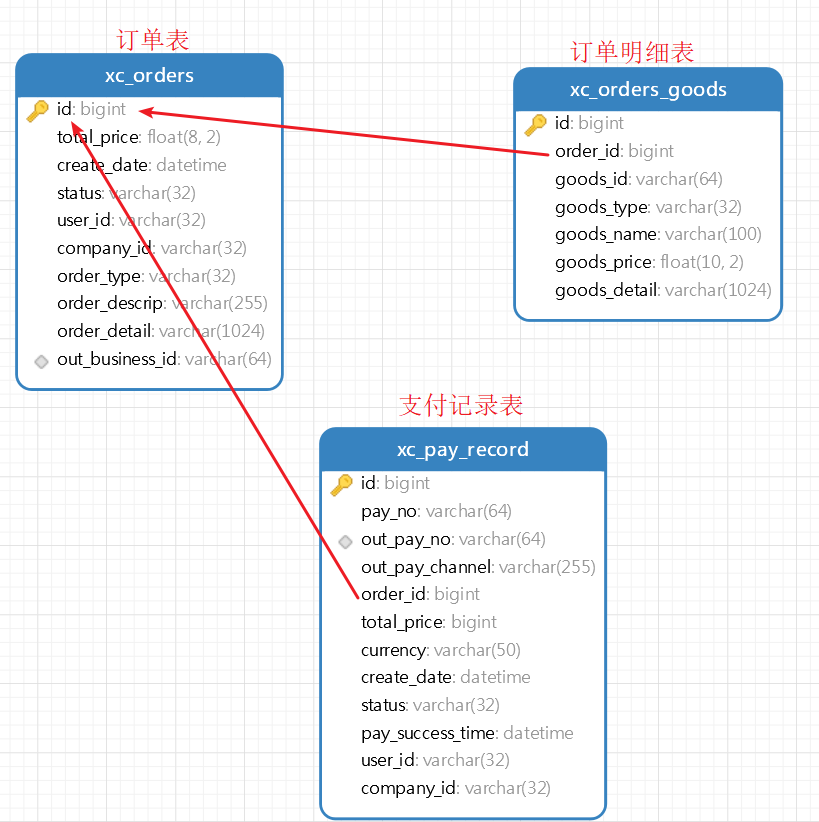 订单表
xc_orders
id: bigint
total_price: float(8, 2)
create_date: datetime
status: varchar(32)
user_id: varchar(32)
company_id: varchar(32)
order_type: varchar(32)
order_descrip: varchar(255)
order_detail: varchar(1024)
out_business_id: varchar(64)
订单明细表
xc_orders_goods
id: bigint
order_id: bigint
goods_id: varchar(64)
goods_type: varchar(32)
goods_name: varchar(100)
goods_price: float(10, 2)
goods_detail: varchar(1024)
支付记录表
xc_pay_record
id: bigint
pay_no: varchar(64)
out_pay_no: varchar(64)
out_pay_channel: varchar(255)
order_id: bigint
total_price: bigint
currency: varchar(50)
create_date: datetime
status: varchar(32)
pay_success_time: datetime
user_id: varchar(32)
company_id: varchar(32)